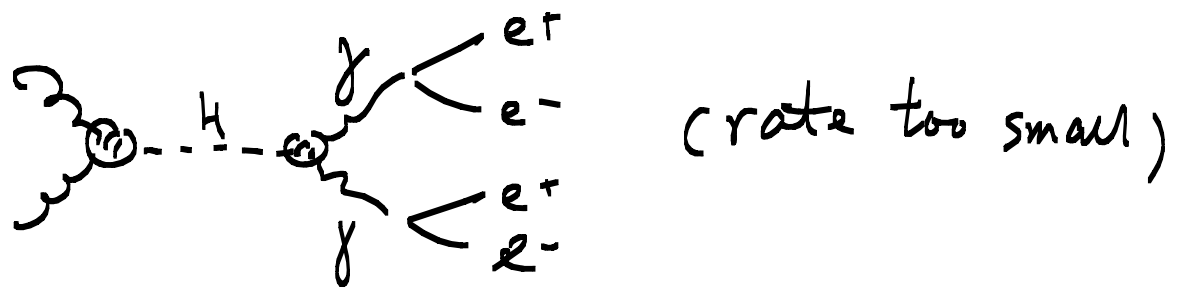 γ e+
e-
H (rate too small)
e+
γ e-